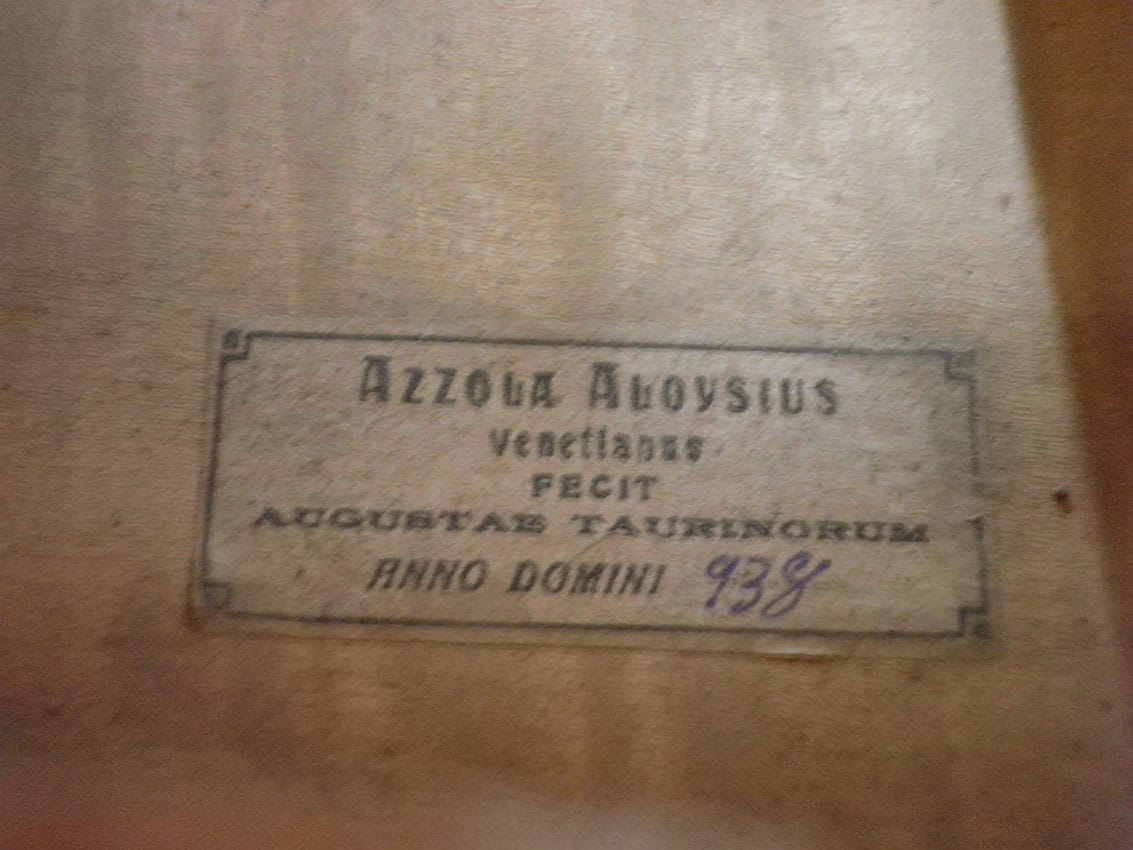 AZZOLA ALOYSIUS
Venetianus
FECIT
AUGUSTAE TAURINORUM
ANNO DOMINI 938